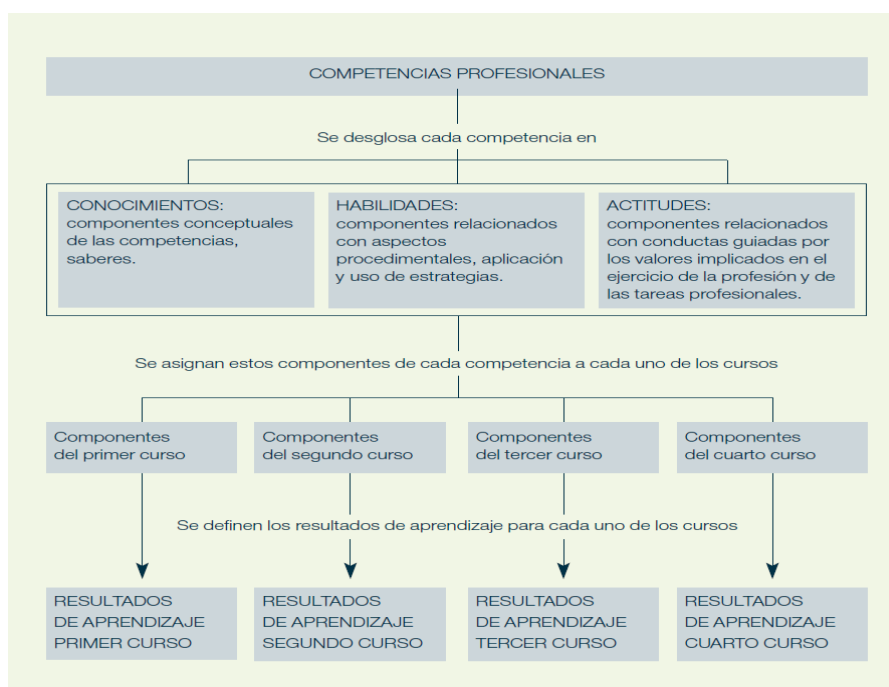 COMPETENCIAS PROFESIONALES
Se desglosa cada competencia en
CONOCIMIENTOS:
componentes conceptuales
de las competencias,
saberes.
HABILIDADES:
componentes relacionados
con aspectos
procedimentales, aplicación
y uso de estrategias.
ACTITUDES:
componentes relacionados
con conductas guiadas por
los valores implicados en el
ejercicio de la profesión y de
las tareas profesionales.
Se asignan estos componentes de cada competencia a cada uno de los cursos
Componentes
del primer curso
Componentes
del segundo curso
Componentes
del tercer curso
Componentes
del cuarto curso
Se definen los resultados de aprendizaje para cada uno de los cursos
RESULTADOS
DE APRENDIZAJE
PRIMER CURSO
RESULTADOS
DE APRENDIZAJE
SEGUNDO CURSO
RESULTADOS
DE APRENDIZAJE
TERCER CURSO
RESULTADOS
DE APRENDIZAJE
CUARTO CURSO